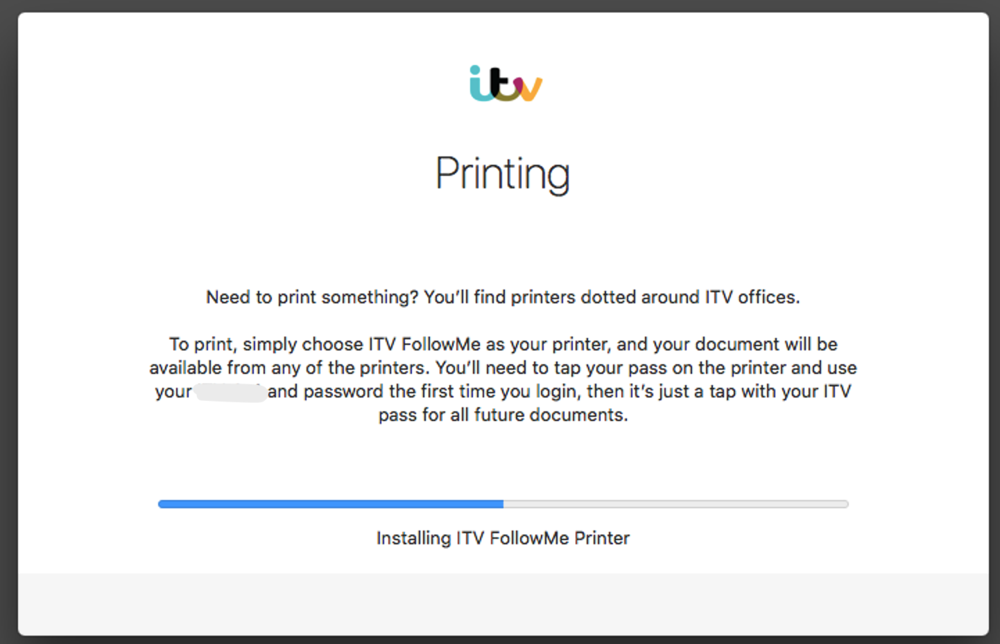 itv
Printing
Need to print something? You’ll find printers dotted around ITV offices.
To print, simply choose ITV FollowMe as your printer, and your document will be
available from any of the printers. You’ll need to tap your pass on the printer and use
your and password the first time you login, then it’s just a tap with your ITV
pass for all future documents.
Installing ITV FollowMe Printer